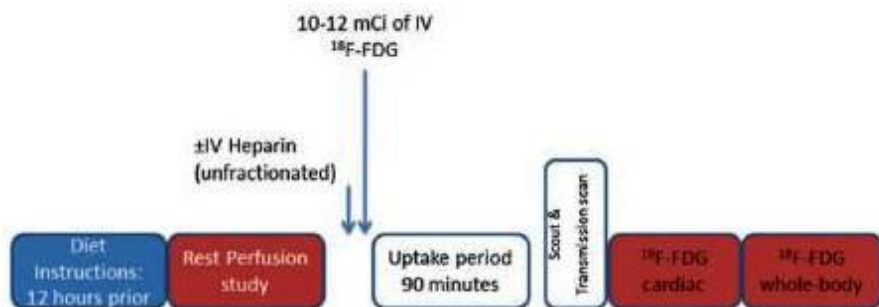 10-12 mCi of IV
¹⁸F-FDG
±IV Heparin
(unfractionated)
Diet
Instructions:
12 hours prior
Rest Perfusion
study
Uptake period
90 minutes
Scout &
Transmission scan
¹⁸F-FDG
cardiac
¹⁸F-FDG
whole-body